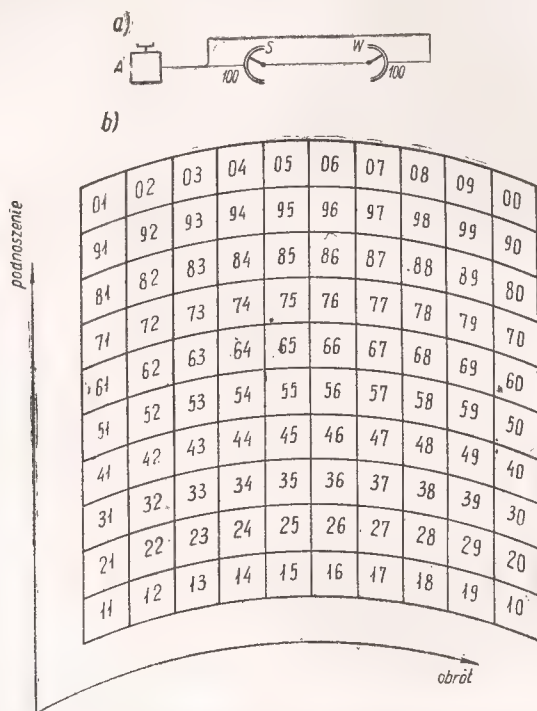 a)
A S W
100 100
b)
podnoszenie
01 02 03 04 05 06 07 08 09 00
91 92 93 94 95 96 97 98 99 90
81 82 83 84 85 86 87 88 89 80
71 72 73 74 75 76 77 78 79 70
61 62 63 64 65 66 67 68 69 60
51 52 53 54 55 56 57 58 59 50
41 42 43 44 45 46 47 48 49 40
31 32 33 34 35 36 37 38 39 30
21 22 23 24 25 26 27 28 29 20
11 12 13 14 15 16 17 18 19 10
obrót